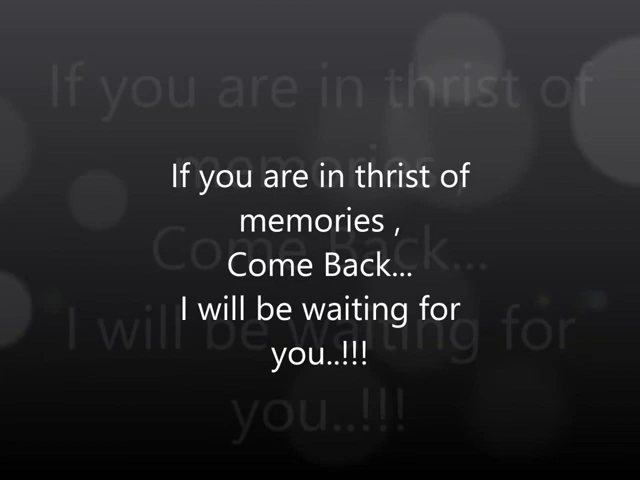 If you are in thrist of
memories ,
Come Back...
I will be waiting for
you..!!!